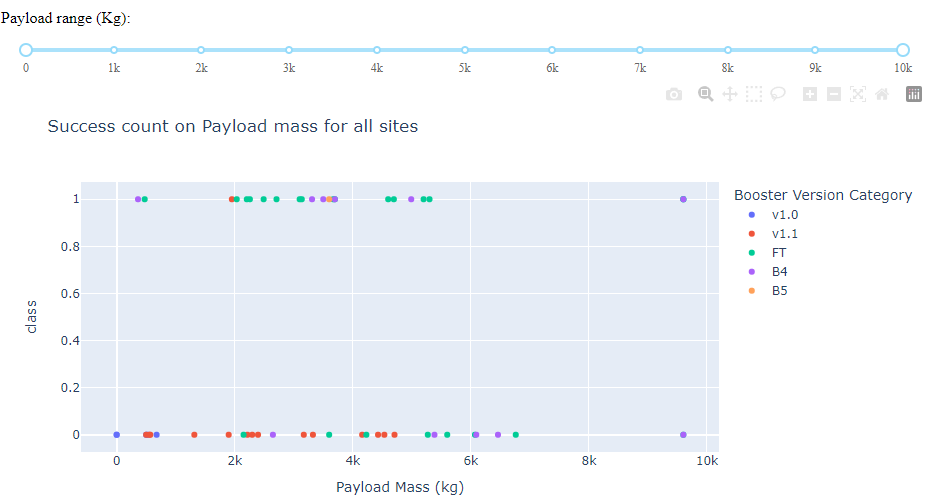 Payload range (Kg):
0 1k 2k 3k 4k 5k 6k 7k 8k 9k 10k
Success count on Payload mass for all sites
Booster Version Category
v1.0
v1.1
FT
B4
B5
class
1
0.8
0.6
0.4
0.2
0
0 2k 4k 6k 8k 10k
Payload Mass (kg)